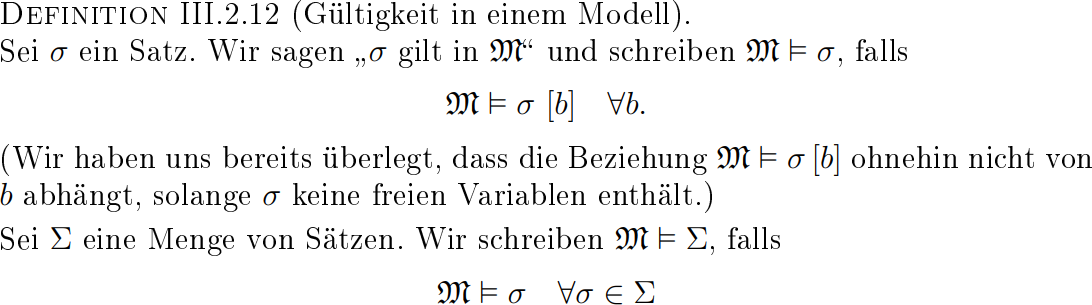 DEFINITION III.2.12 (Gültigkeit in einem Modell).
Sei σ ein Satz. Wir sagen „σ gilt in 𝔐“ und schreiben 𝔐 ⊨ σ, falls
𝔐 ⊨ σ [b] ∀b.
(Wir haben uns bereits überlegt, dass die Beziehung 𝔐 ⊨ σ [b] ohnehin nicht von
b abhängt, solange σ keine freien Variablen enthält.)
Sei Σ eine Menge von Sätzen. Wir schreiben 𝔐 ⊨ Σ, falls
𝔐 ⊨ σ ∀σ ∈ Σ